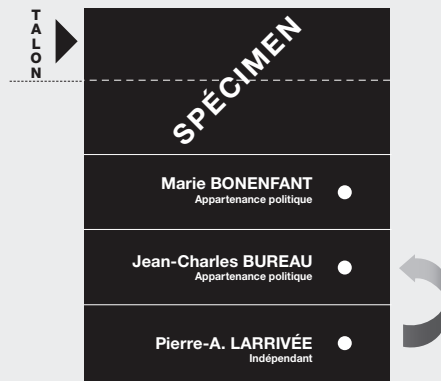 TALON
SPÉCIMEN
Marie BONENFANT
Appartenance politique
Jean-Charles BUREAU
Appartenance politique
Pierre-A. LARRIVÉE
Indépendant